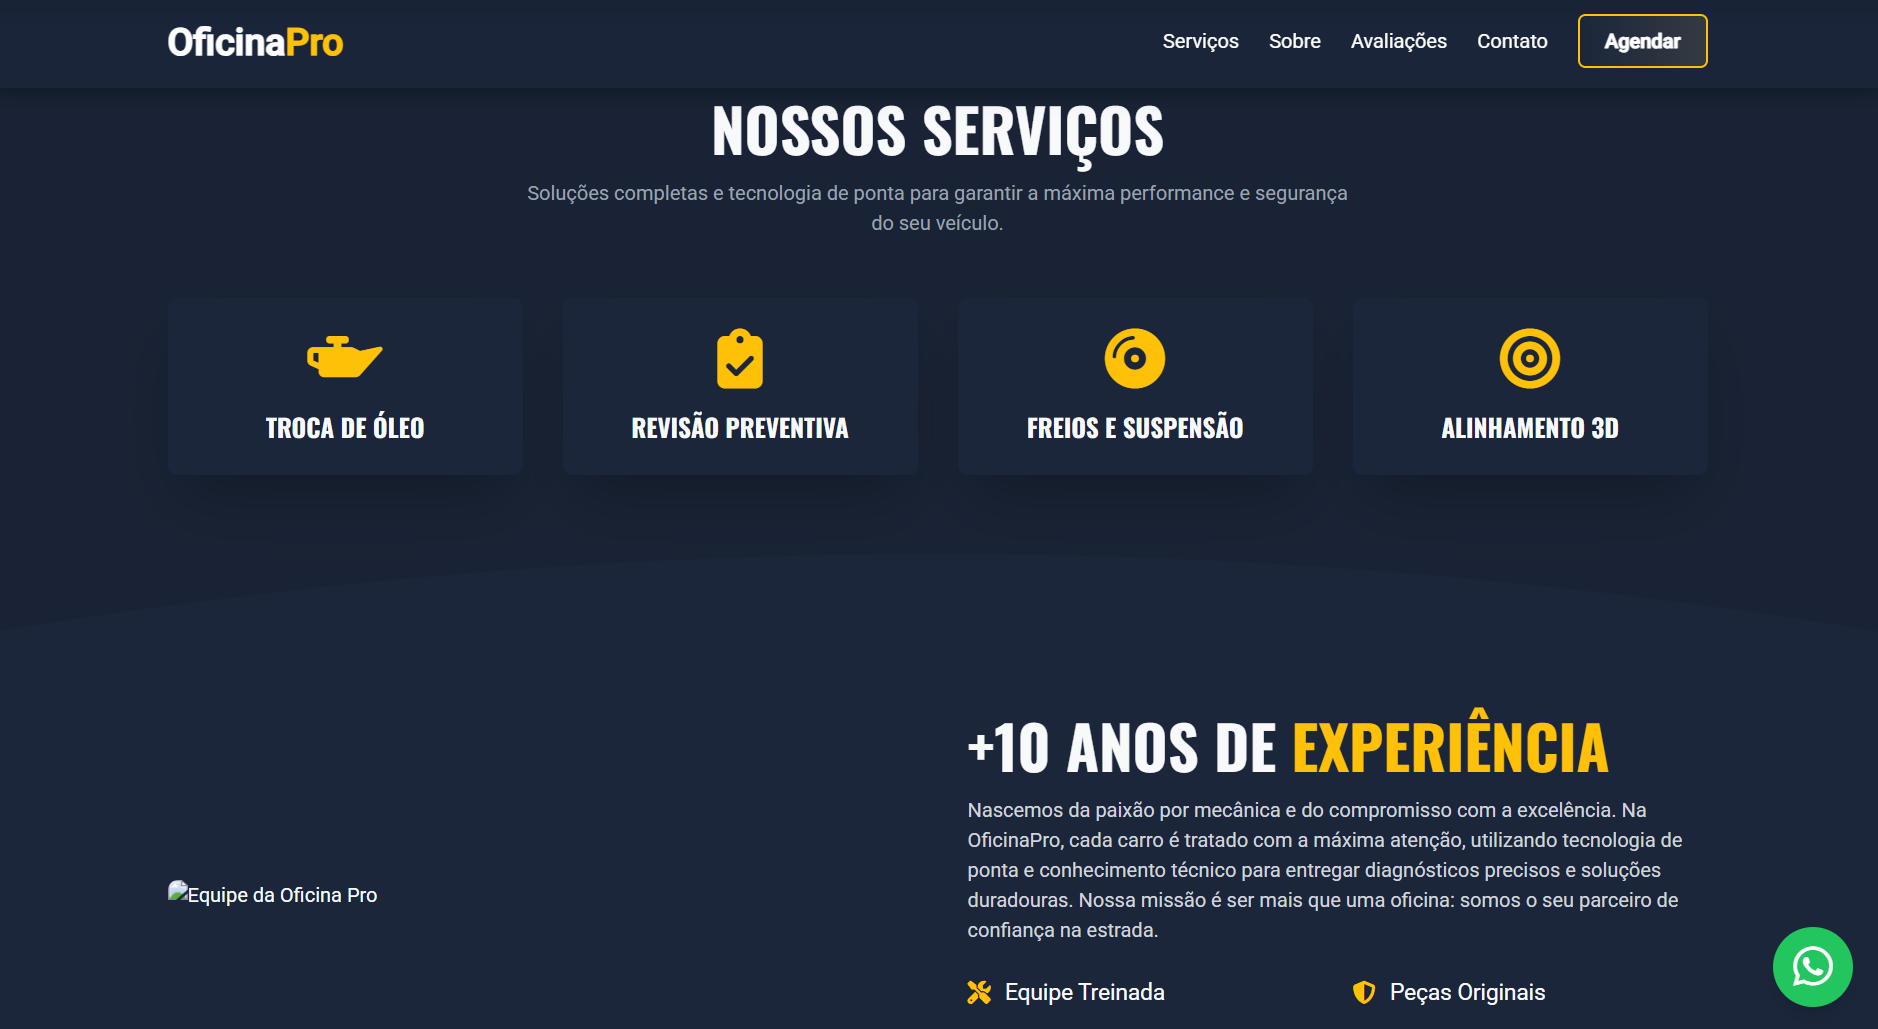 OficinaPro
Serviços
Sobre
Avaliações
Contato
Agendar
NOSSOS SERVIÇOS
Soluções completas e tecnologia de ponta para garantir a máxima performance e segurança
do seu veículo.
TROCA DE ÓLEO
REVISÃO PREVENTIVA
FREIOS E SUSPENSÃO
ALINHAMENTO 3D
Equipe da Oficina Pro
+10 ANOS DE EXPERIÊNCIA
Nascemos da paixão por mecânica e do compromisso com a excelência. Na
OficinaPro, cada carro é tratado com a máxima atenção, utilizando tecnologia de
ponta e conhecimento técnico para entregar diagnósticos precisos e soluções
duradouras. Nossa missão é ser mais que uma oficina: somos o seu parceiro de
confiança na estrada.
Equipe Treinada
Peças Originais